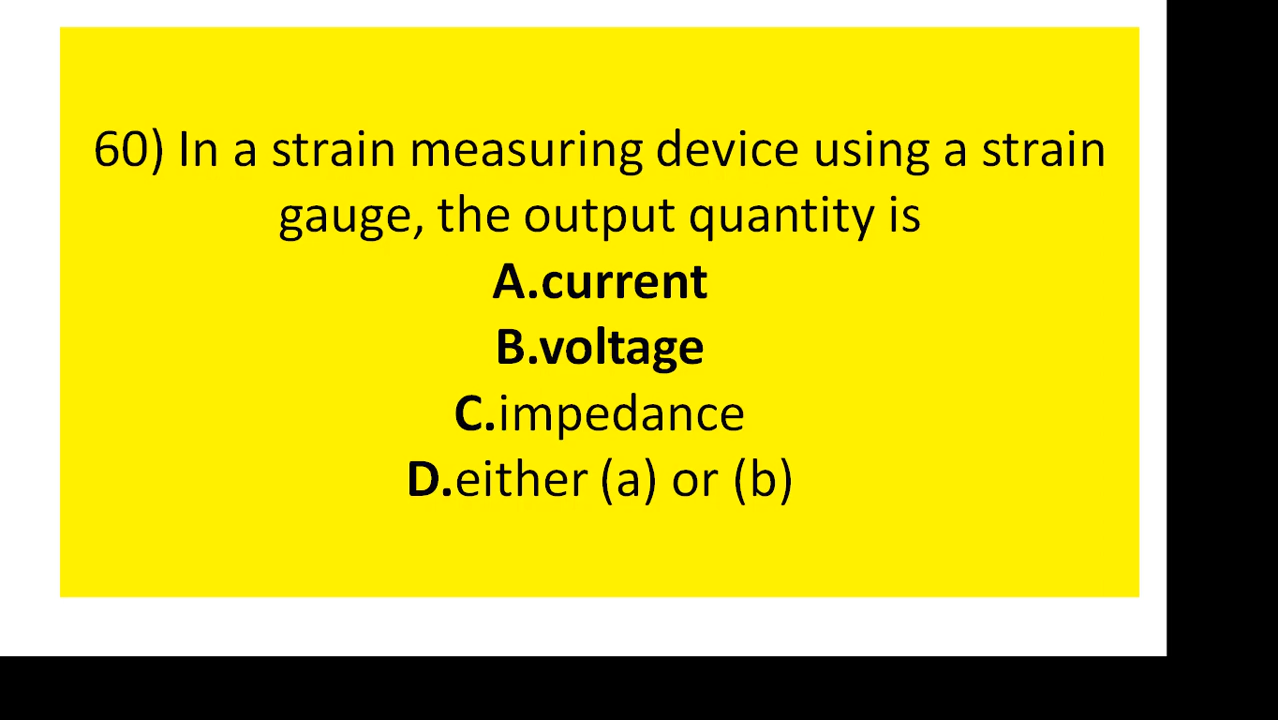 60) In a strain measuring device using a strain
gauge, the output quantity is
A.current
B.voltage
C.impedance
D.either (a) or (b)